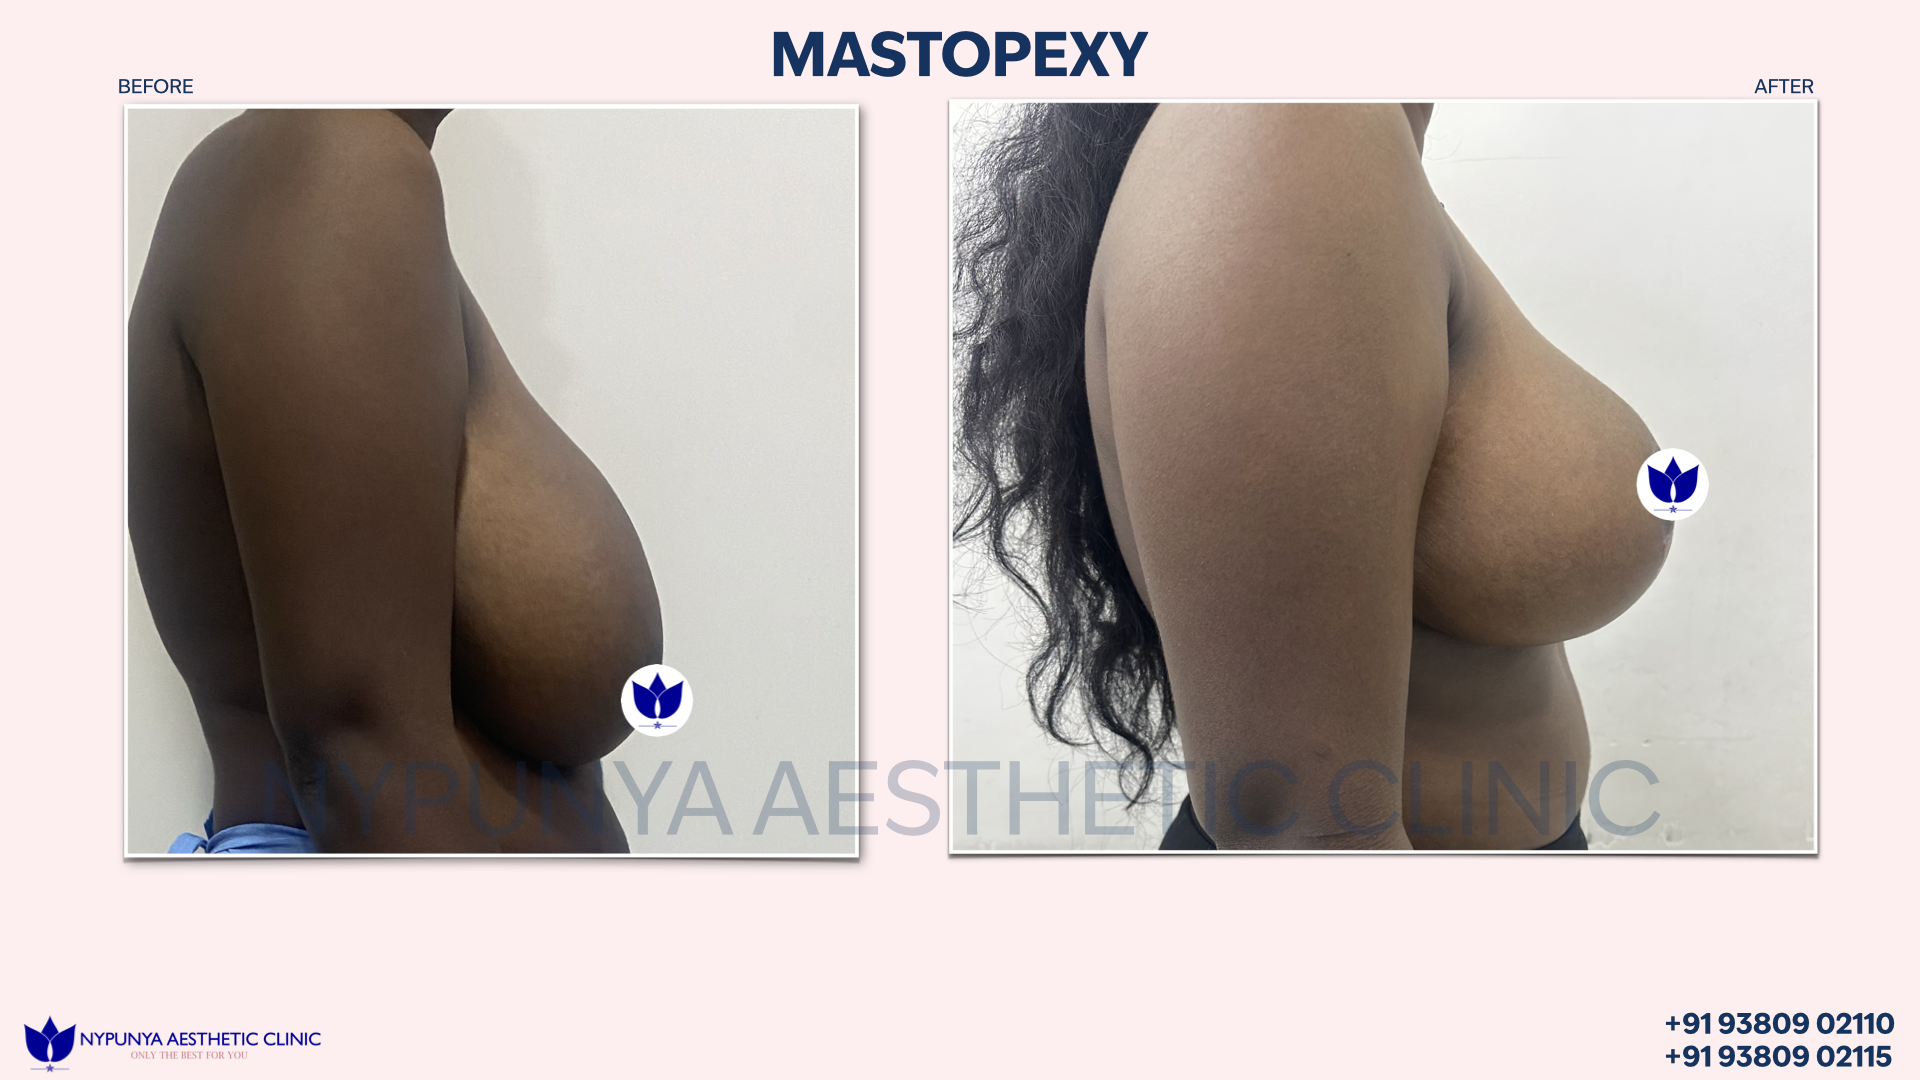 MASTOPEXY
BEFORE
AFTER
NYPUNYA AESTHETIC CLINIC
NYPUNYA AESTHETIC CLINIC
ONLY THE BEST FOR YOU
+91 93809 02110
+91 93809 02115